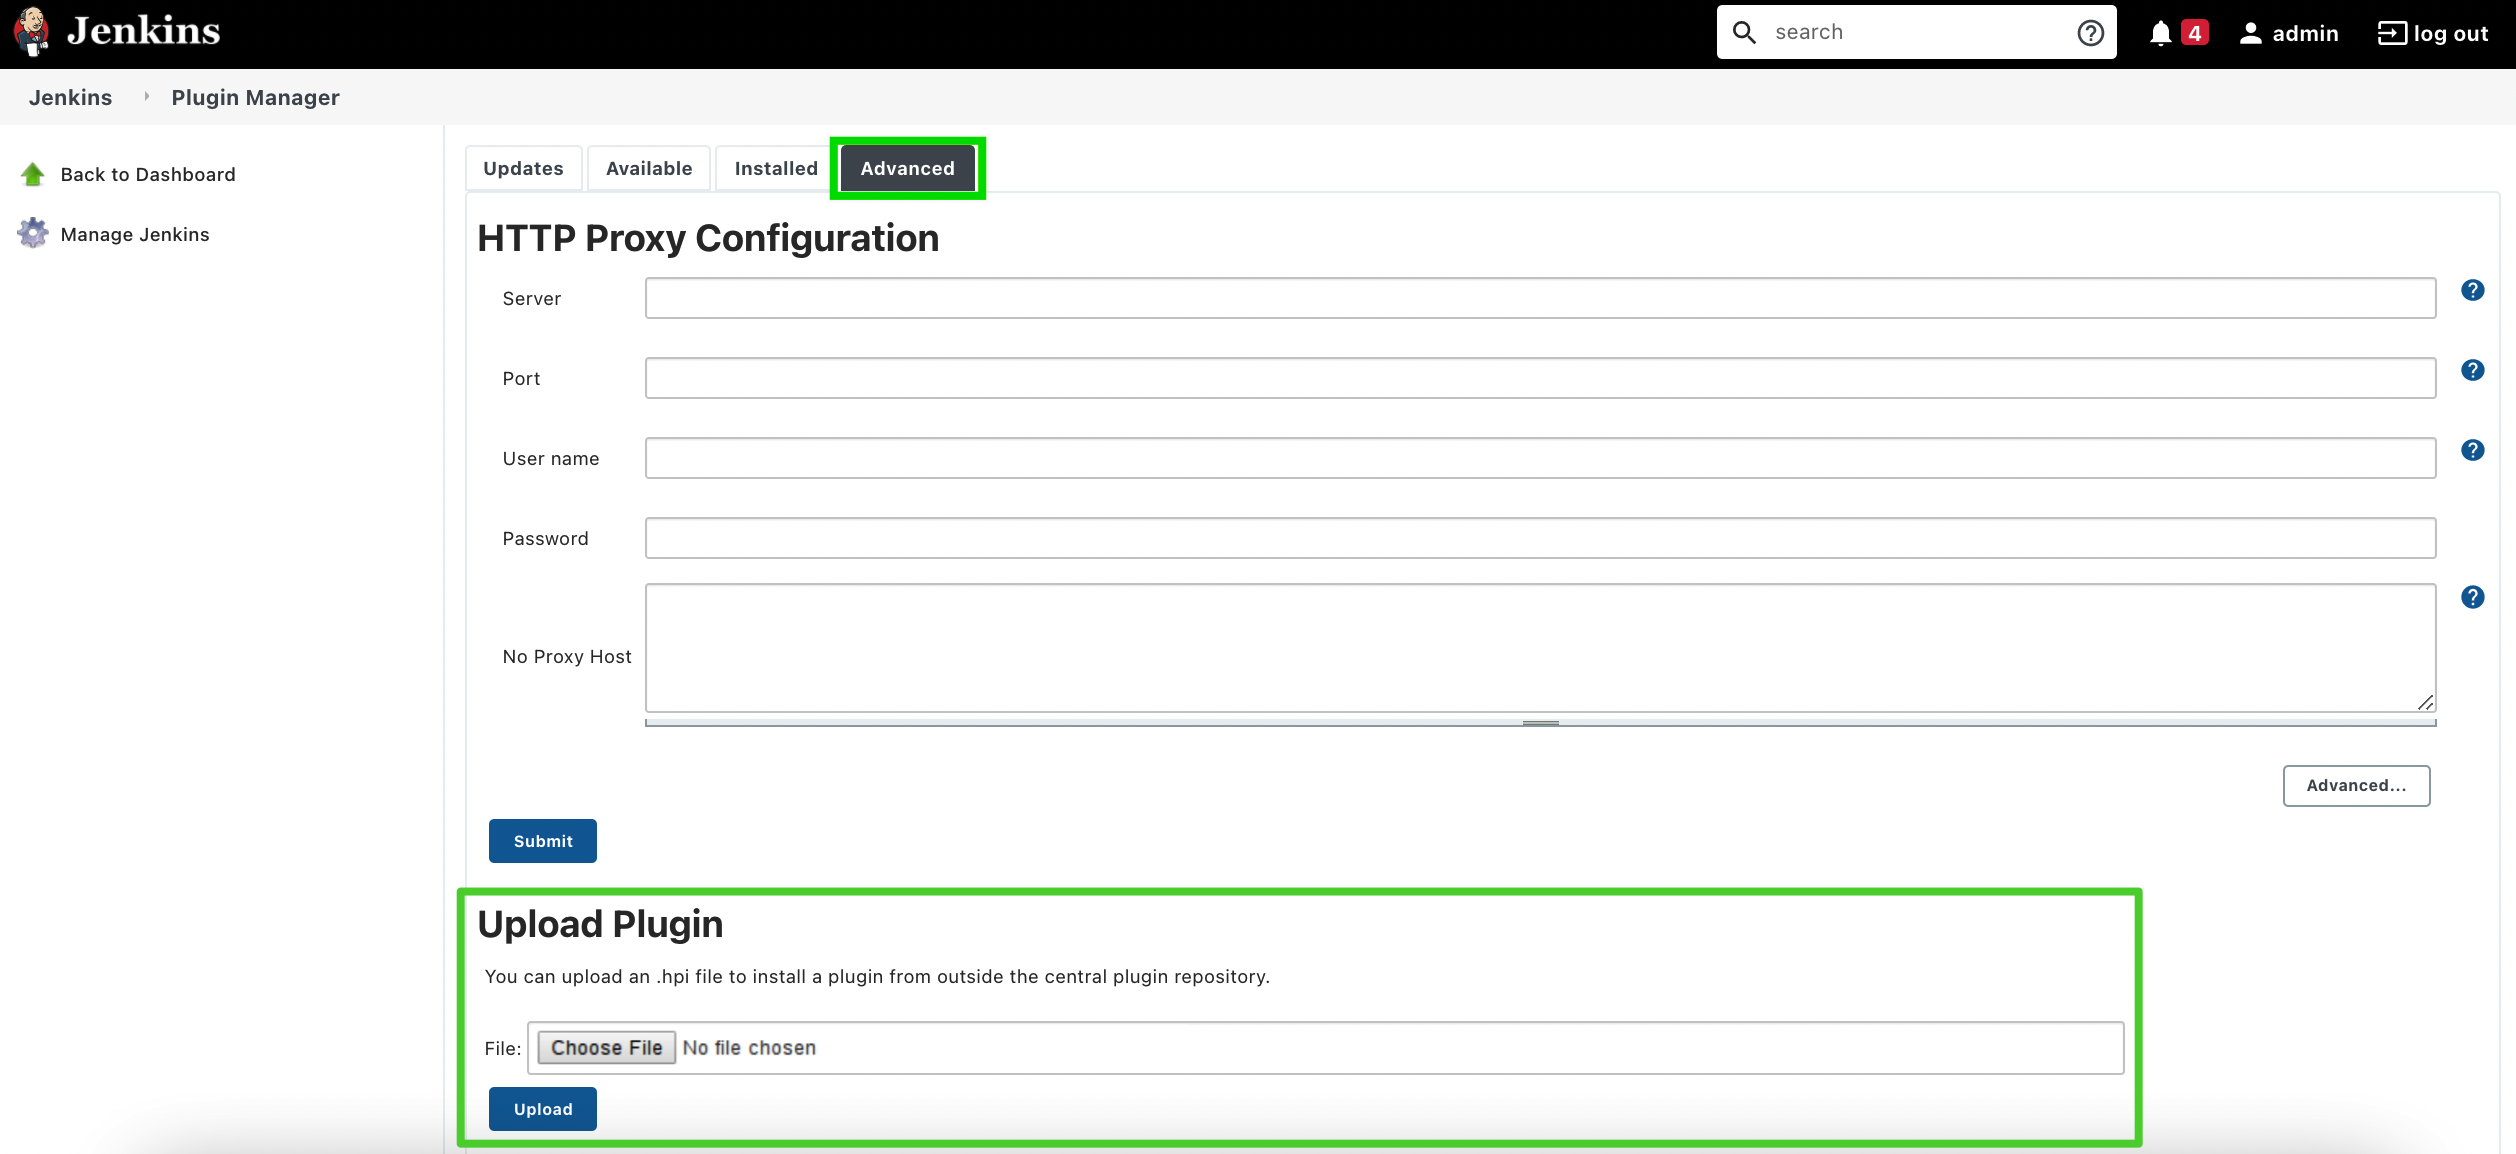 Jenkins
search
4
admin
log out
Jenkins
Plugin Manager
Back to Dashboard
Manage Jenkins
Updates
Available
Installed
Advanced
HTTP Proxy Configuration
Server
?
Port
?
User name
?
Password
No Proxy Host
?
Advanced...
Submit
Upload Plugin
You can upload an .hpi file to install a plugin from outside the central plugin repository.
File: Choose File No file chosen
Upload